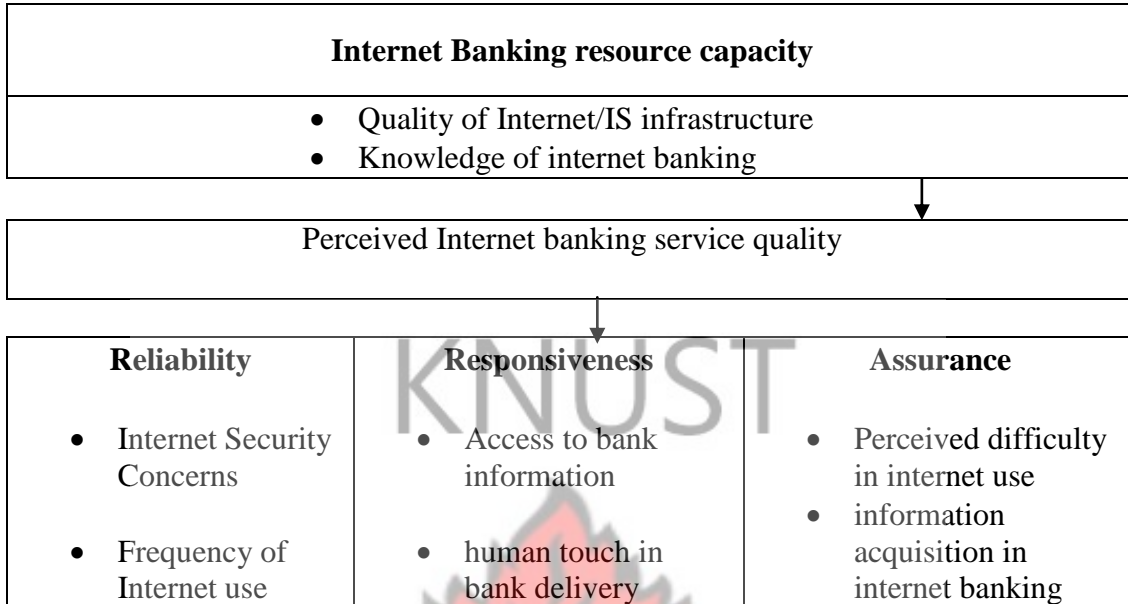 Internet Banking resource capacity
• Quality of Internet/IS infrastructure
• Knowledge of internet banking
Perceived Internet banking service quality
KNUST
Reliability
• Internet Security
Concerns
• Frequency of
Internet use
Responsiveness
• Access to bank
information
• human touch in
bank delivery
Assurance
• Perceived difficulty
in internet use
• information
acquisition in
internet banking